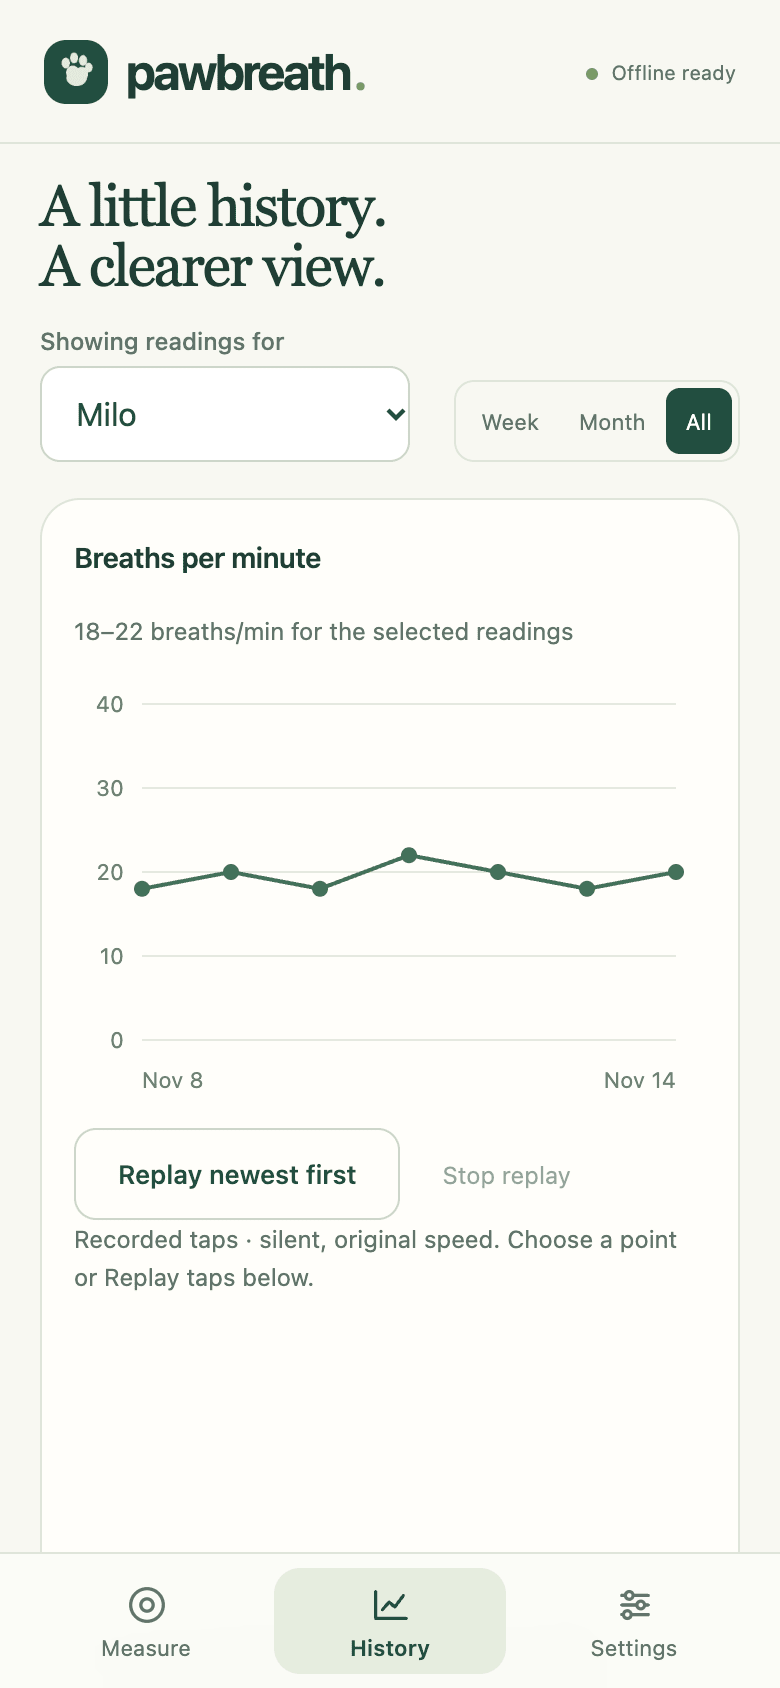 pawbreath.
Offline ready
A little history.
A clearer view.
Showing readings for
Milo
Week Month All
Breaths per minute
18–22 breaths/min for the selected readings
40
30
20
10
0
Nov 8 Nov 14
Replay newest first Stop replay
Recorded taps · silent, original speed. Choose a point
or Replay taps below.
Measure History Settings